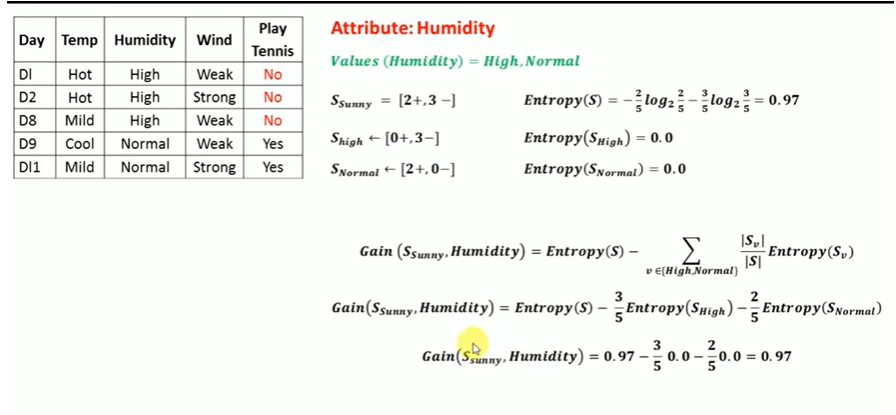 Day Temp Humidity Wind Play Tennis
DI Hot High Weak No
D2 Hot High Strong No
D8 Mild High Weak No
D9 Cool Normal Weak Yes
DI1 Mild Normal Strong Yes
Attribute: Humidity
Values (Humidity) = High, Normal
S_Sunny = [2+, 3 −] Entropy(S) = −2/5 log₂ 2/5 − 3/5 log₂ 3/5 = 0.97
S_high ← [0+, 3−] Entropy(S_High) = 0.0
S_Normal ← [2+, 0−] Entropy(S_Normal) = 0.0
Gain (S_Sunny, Humidity) = Entropy(S) − ∑ v ∈{High,Normal} |S_v|/|S| Entropy(S_v)
Gain(S_Sunny, Humidity) = Entropy(S) − 3/5 Entropy(S_High) − 2/5 Entropy(S_Normal)
Gain(S_sunny, Humidity) = 0.97 − 3/5 0.0 − 2/5 0.0 = 0.97